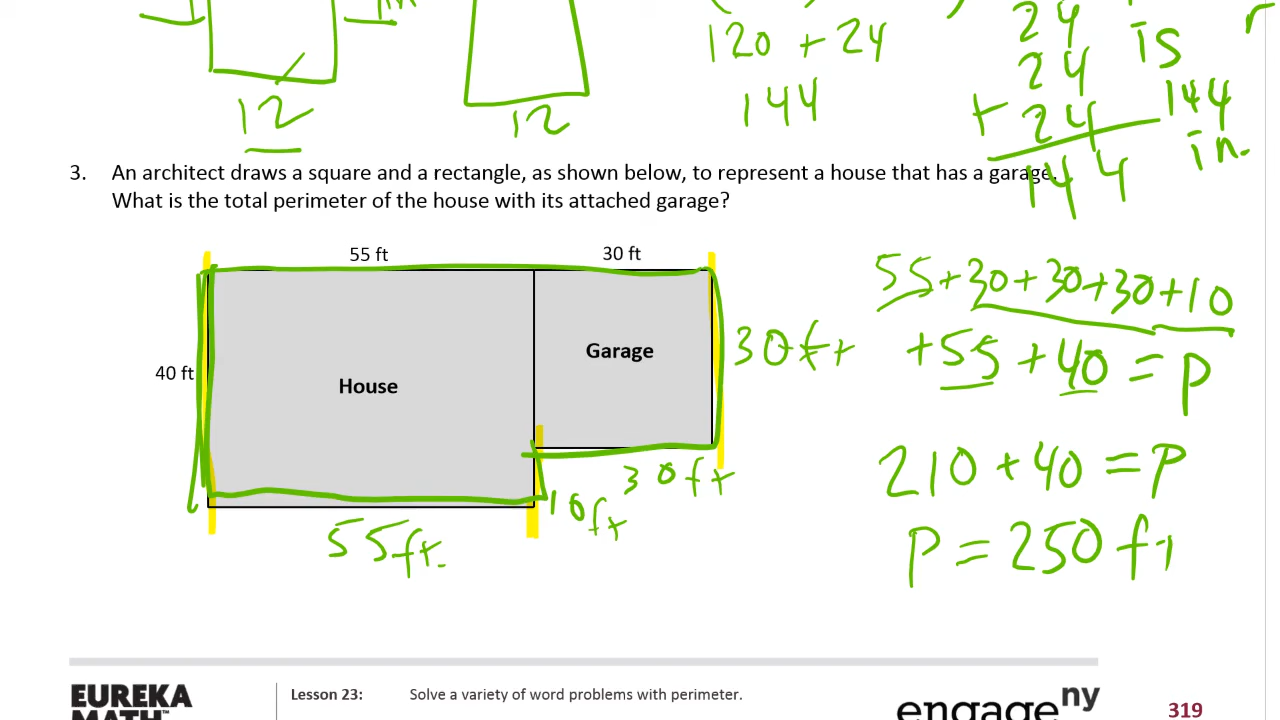 12
12
120 + 24
144
24
24
+ 24
144
is
144
in.
3. An architect draws a square and a rectangle, as shown below, to represent a house that has a garage.
What is the total perimeter of the house with its attached garage?
55 ft
30 ft
40 ft
House
Garage
30 ft
30 ft
10 ft
55 ft.
55 + 30 + 30 + 30 + 10
+ 55 + 40 = P
210 + 40 = P
P = 250 ft
EUREKA
MATH™
Lesson 23: Solve a variety of word problems with perimeter.
engage ny
319